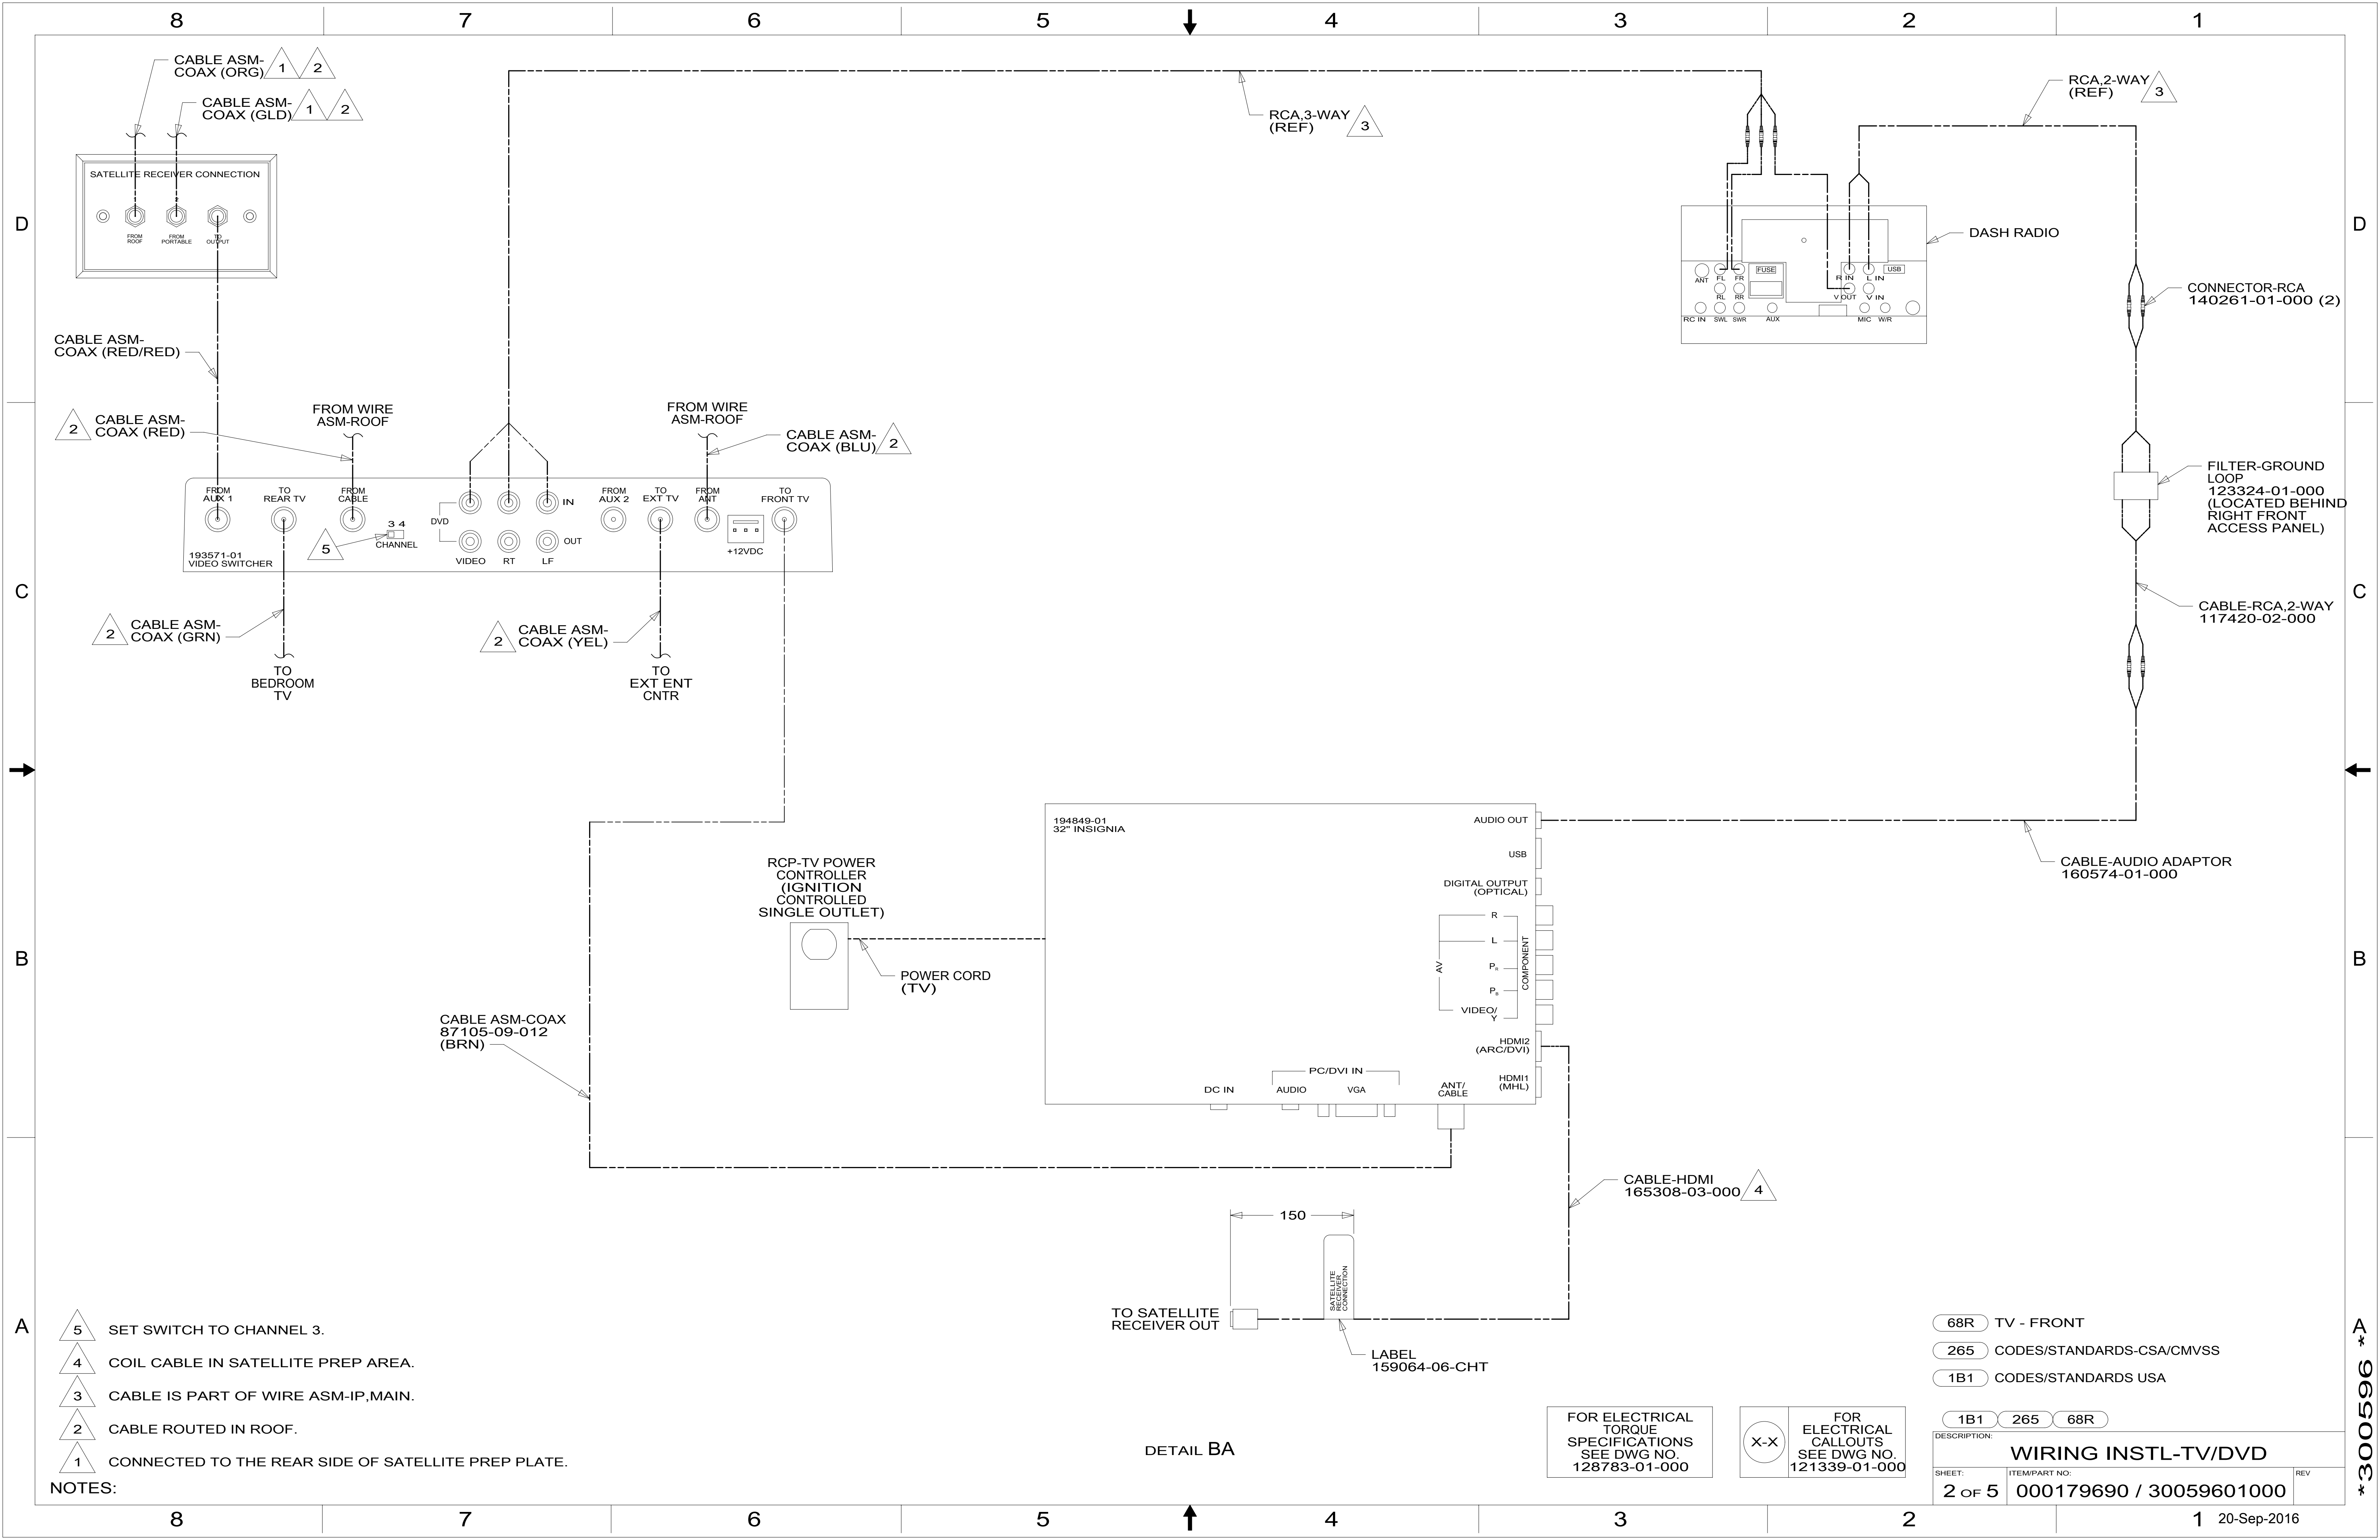 8 7 6 5 4 3 2 1
CABLE ASM-
COAX (ORG) 1 2
CABLE ASM-
COAX (GLD) 1 2
SATELLITE RECEIVER CONNECTION
FROM
ROOF
FROM
PORTABLE
TO
OUTPUT
RCA,3-WAY
(REF) 3
RCA,2-WAY
(REF) 3
D
D
DASH RADIO
ANT
FL
FR
FUSE
R IN
L IN
USB
RL
RR
V OUT
V IN
RC IN
SWL
SWR
AUX
MIC
W/R
CONNECTOR-RCA
140261-01-000 (2)
CABLE ASM-
COAX (RED/RED)
2
CABLE ASM-
COAX (RED)
FROM WIRE
ASM-ROOF
FROM WIRE
ASM-ROOF
CABLE ASM-
COAX (BLU) 2
FROM
AUX 1
TO
REAR TV
FROM
CABLE
3 4
CHANNEL
5
DVD
IN
OUT
VIDEO
RT
LF
FROM
AUX 2
TO
EXT TV
FROM
ANT
+12VDC
TO
FRONT TV
193571-01
VIDEO SWITCHER
FILTER-GROUND
LOOP
123324-01-000
(LOCATED BEHIND
RIGHT FRONT
ACCESS PANEL)
C
C
2
CABLE ASM-
COAX (GRN)
TO
BEDROOM
TV
2
CABLE ASM-
COAX (YEL)
TO
EXT ENT
CNTR
CABLE-RCA,2-WAY
117420-02-000
194849-01
32" INSIGNIA
AUDIO OUT
USB
DIGITAL OUTPUT
(OPTICAL)
R
L
PR
PB
VIDEO/
Y
AV
COMPONENT
HDMI2
(ARC/DVI)
HDMI1
(MHL)
DC IN
PC/DVI IN
AUDIO
VGA
ANT/
CABLE
CABLE-AUDIO ADAPTOR
160574-01-000
RCP-TV POWER
CONTROLLER
(IGNITION
CONTROLLED
SINGLE OUTLET)
POWER CORD
(TV)
B
B
CABLE ASM-COAX
87105-09-012
(BRN)
CABLE-HDMI
165308-03-000 4
150
SATELLITE
RECEIVER
CONNECTION
TO SATELLITE
RECEIVER OUT
LABEL
159064-06-CHT
A
A
5 SET SWITCH TO CHANNEL 3.
4 COIL CABLE IN SATELLITE PREP AREA.
3 CABLE IS PART OF WIRE ASM-IP,MAIN.
2 CABLE ROUTED IN ROOF.
1 CONNECTED TO THE REAR SIDE OF SATELLITE PREP PLATE.
NOTES:
DETAIL BA
FOR ELECTRICAL
TORQUE
SPECIFICATIONS
SEE DWG NO.
128783-01-000
X-X
FOR
ELECTRICAL
CALLOUTS
SEE DWG NO.
121339-01-000
68R TV - FRONT
265 CODES/STANDARDS-CSA/CMVSS
1B1 CODES/STANDARDS USA
1B1 265 68R
DESCRIPTION:
WIRING INSTL-TV/DVD
SHEET:
2 OF 5
ITEM/PART NO:
000179690 / 30059601000
REV
*300596 *
8 7 6 5 4 3 2 1
20-Sep-2016